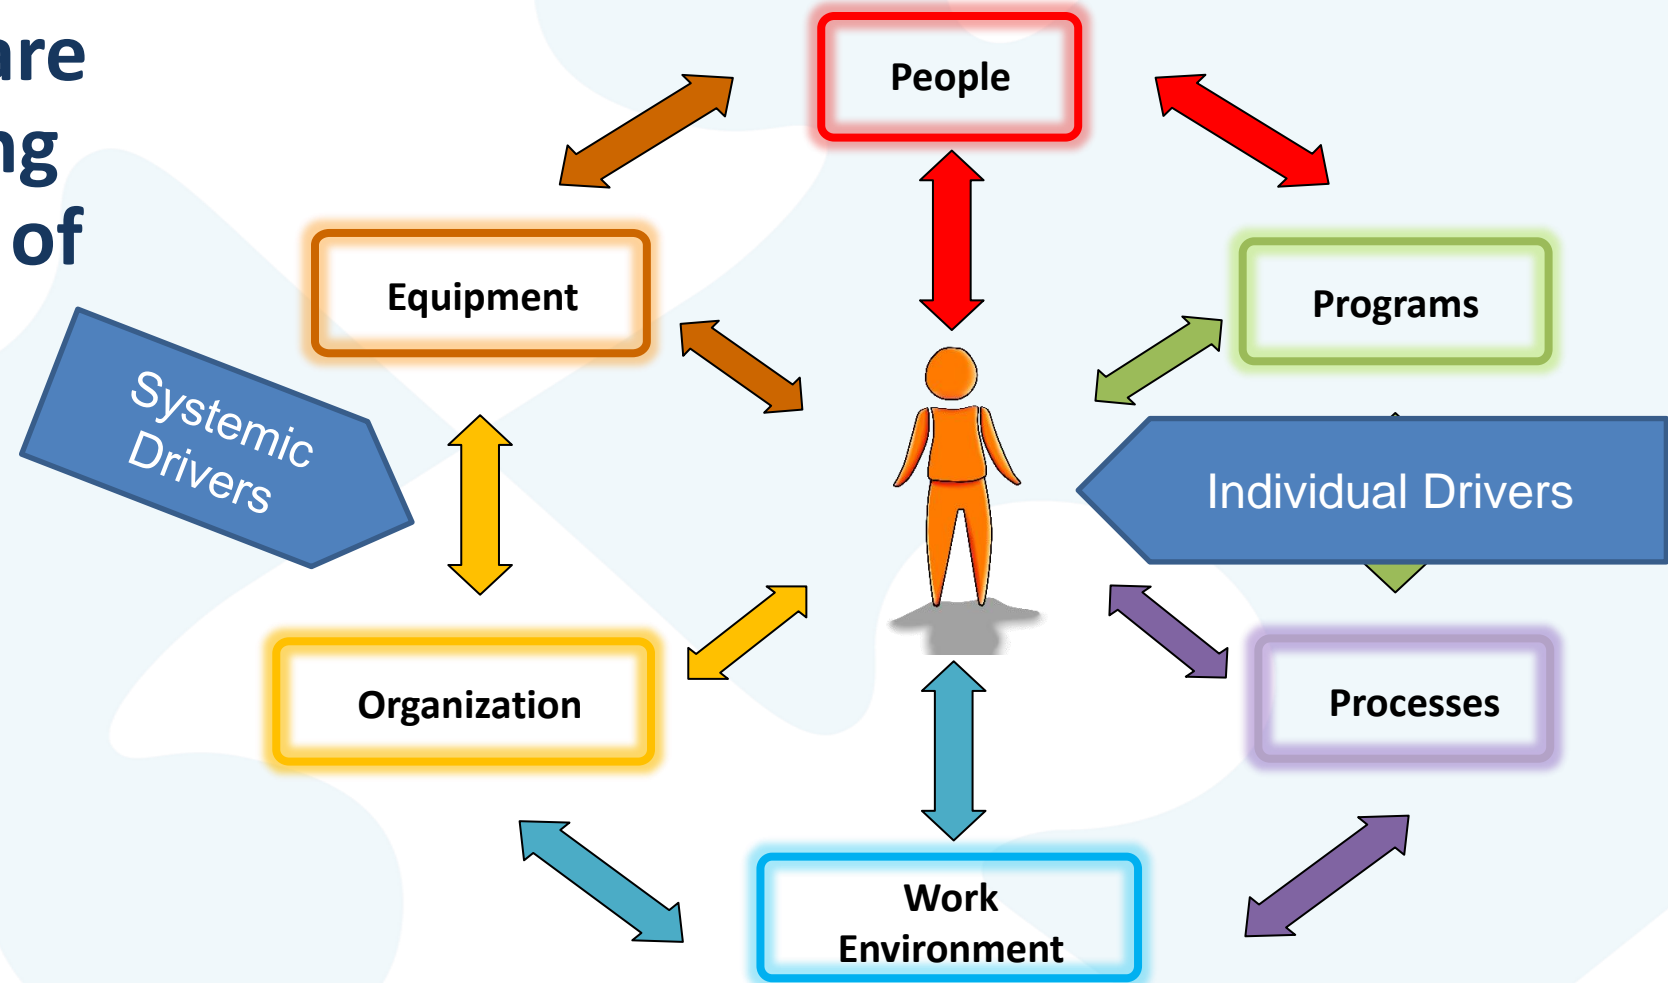 are
ng
of
People
Equipment
Programs
Systemic
Drivers
Individual Drivers
Organization
Processes
Work
Environment